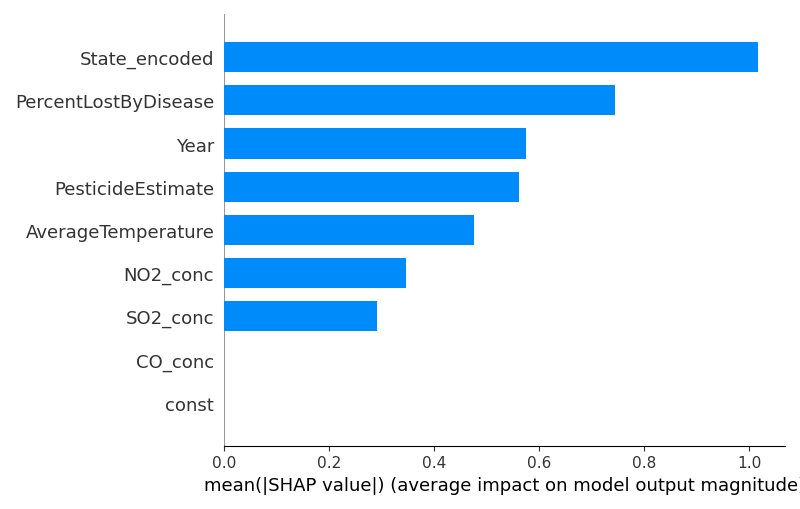 State_encoded
PercentLostByDisease
Year
PesticideEstimate
AverageTemperature
NO2_conc
SO2_conc
CO_conc
const
0.0 0.2 0.4 0.6 0.8 1.0
mean(|SHAP value|) (average impact on model output magnitude)